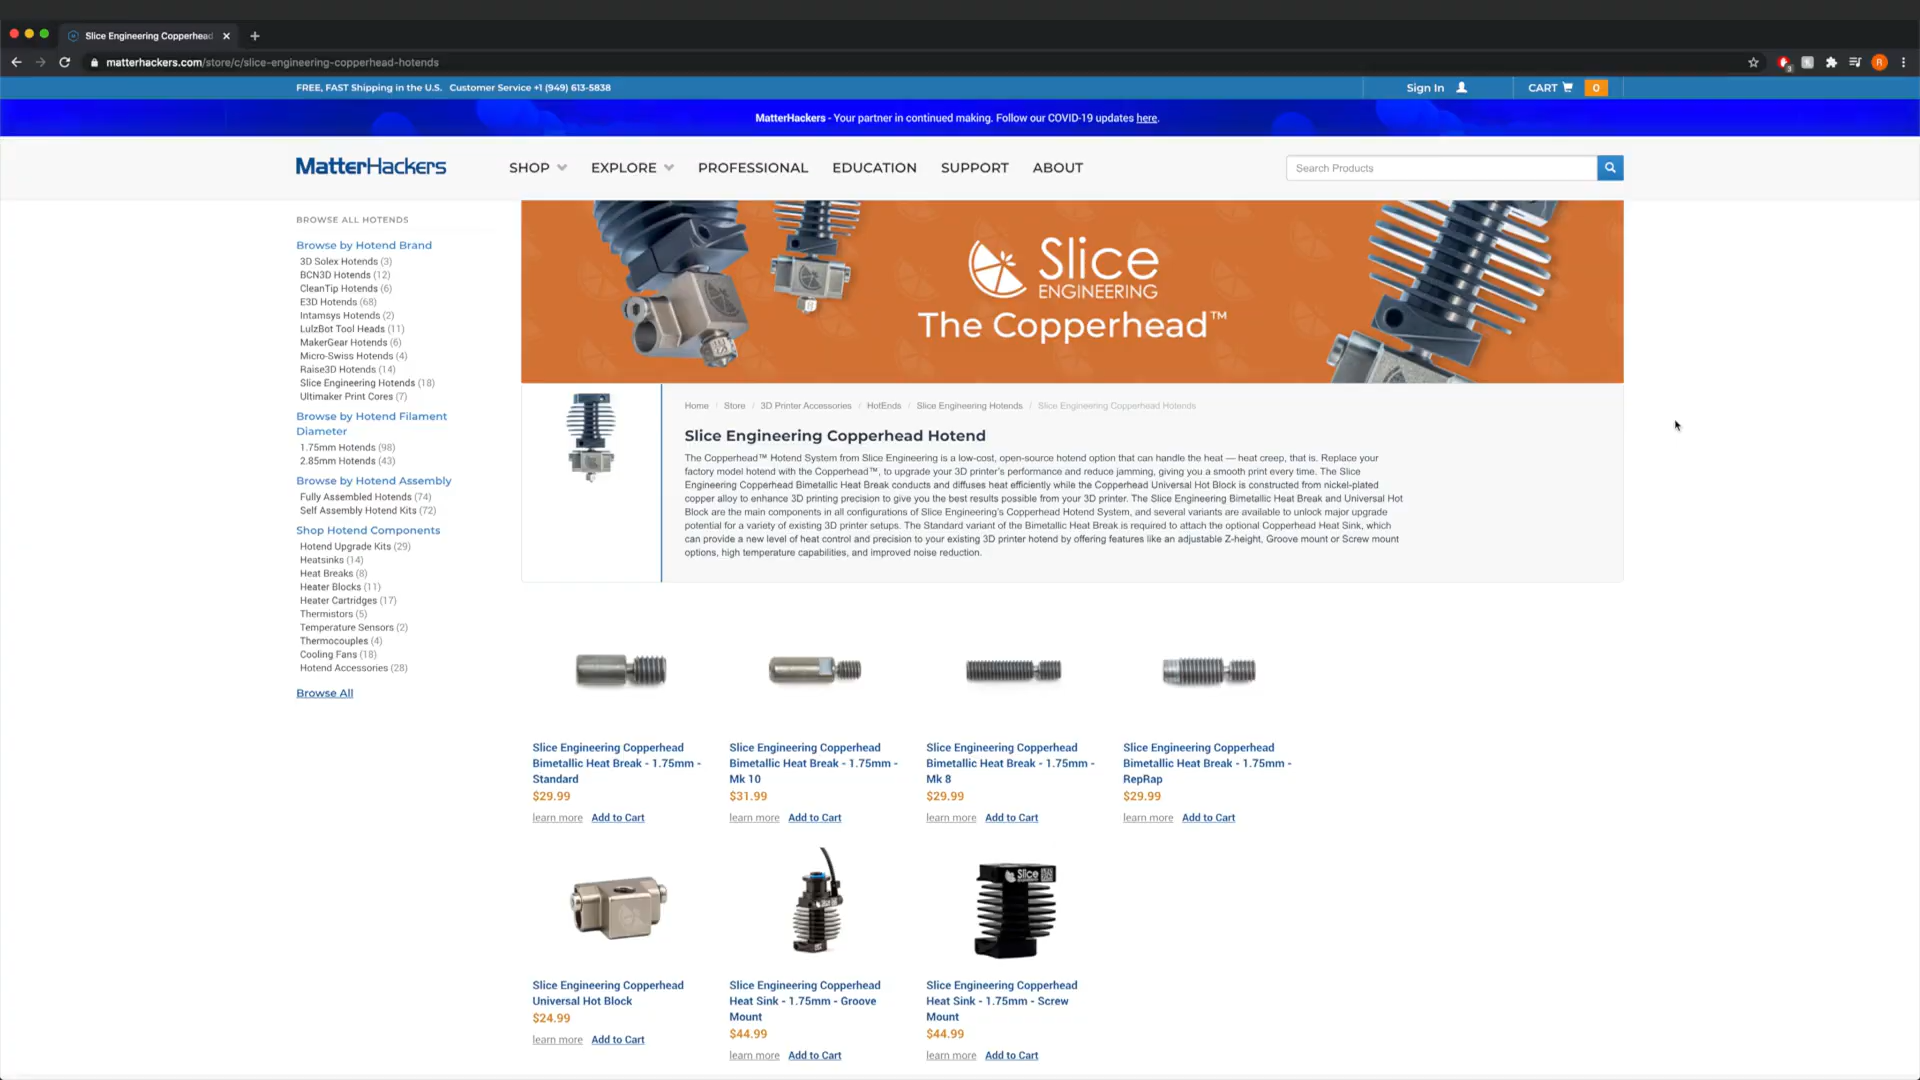 Slice Engineering Copperhead
matterhackers.com/store/c/slice-engineering-copperhead-hotends
FREE, FAST Shipping in the U.S. Customer Service +1 (949) 613-5838
Sign In
CART 0
MatterHackers - Your partner in continued making. Follow our COVID-19 updates here.
MatterHackers
SHOP EXPLORE PROFESSIONAL EDUCATION SUPPORT ABOUT
Search Products
BROWSE ALL HOTENDS
Browse by Hotend Brand
3D Solex Hotends (3)
BCN3D Hotends (12)
CleanTip Hotends (6)
E3D Hotends (68)
Intamsys Hotends (2)
LulzBot Tool Heads (11)
MakerGear Hotends (6)
Micro-Swiss Hotends (4)
Raise3D Hotends (14)
Slice Engineering Hotends (18)
Ultimaker Print Cores (7)
Browse by Hotend Filament
Diameter
1.75mm Hotends (98)
2.85mm Hotends (43)
Browse by Hotend Assembly
Fully Assembled Hotends (74)
Self Assembly Hotend Kits (72)
Shop Hotend Components
Hotend Upgrade Kits (29)
Heatsinks (14)
Heat Breaks (8)
Heater Blocks (11)
Heater Cartridges (17)
Thermistors (5)
Temperature Sensors (2)
Thermocouples (4)
Cooling Fans (18)
Hotend Accessories (28)
Browse All
Slice
ENGINEERING
The Copperhead™
Home / Store / 3D Printer Accessories / HotEnds / Slice Engineering Hotends / Slice Engineering Copperhead Hotends
Slice Engineering Copperhead Hotend
The Copperhead™ Hotend System from Slice Engineering is a low-cost, open-source hotend option that can handle the heat — heat creep, that is. Replace your
factory model hotend with the Copperhead™, to upgrade your 3D printer's performance and reduce jamming, giving you a smooth print every time. The Slice
Engineering Copperhead Bimetallic Heat Break conducts and diffuses heat efficiently while the Copperhead Universal Hot Block is constructed from nickel-plated
copper alloy to enhance 3D printing precision to give you the best results possible from your 3D printer. The Slice Engineering Bimetallic Heat Break and Universal Hot
Block are the main components in all configurations of Slice Engineering's Copperhead Hotend System, and several variants are available to unlock major upgrade
potential for a variety of existing 3D printer setups. The Standard variant of the Bimetallic Heat Break is required to attach the optional Copperhead Heat Sink, which
can provide a new level of heat control and precision to your existing 3D printer hotend by offering features like an adjustable Z-height, Groove mount or Screw mount
options, high temperature capabilities, and improved noise reduction.
Slice Engineering Copperhead
Bimetallic Heat Break - 1.75mm -
Standard
$29.99
learn more Add to Cart
Slice Engineering Copperhead
Bimetallic Heat Break - 1.75mm -
Mk 10
$31.99
learn more Add to Cart
Slice Engineering Copperhead
Bimetallic Heat Break - 1.75mm -
Mk 8
$29.99
learn more Add to Cart
Slice Engineering Copperhead
Bimetallic Heat Break - 1.75mm -
RepRap
$29.99
learn more Add to Cart
Slice Engineering Copperhead
Universal Hot Block
$24.99
learn more Add to Cart
Slice Engineering Copperhead
Heat Sink - 1.75mm - Groove
Mount
$44.99
learn more Add to Cart
Slice
Slice Engineering Copperhead
Heat Sink - 1.75mm - Screw
Mount
$44.99
learn more Add to Cart